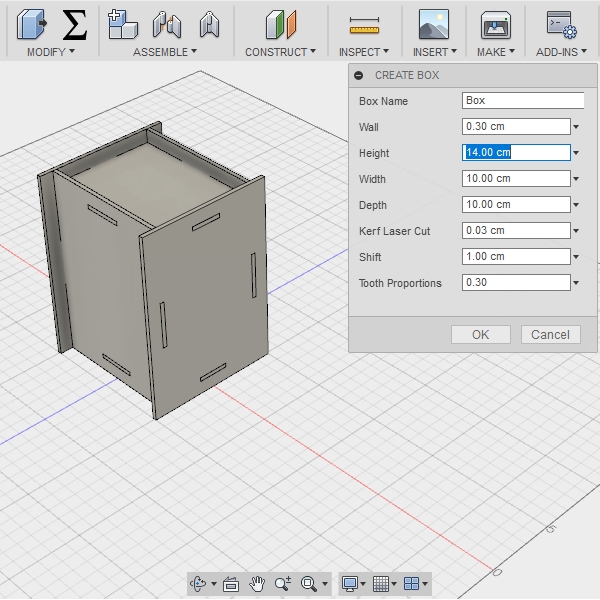 MODIFY ASSEMBLE CONSTRUCT INSPECT INSERT MAKE ADD-INS
CREATE BOX
Box Name Box
Wall 0.30 cm
Height 14.00 cm
Width 10.00 cm
Depth 10.00 cm
Kerf Laser Cut 0.03 cm
Shift 1.00 cm
Tooth Proportions 0.30
OK Cancel
5
0